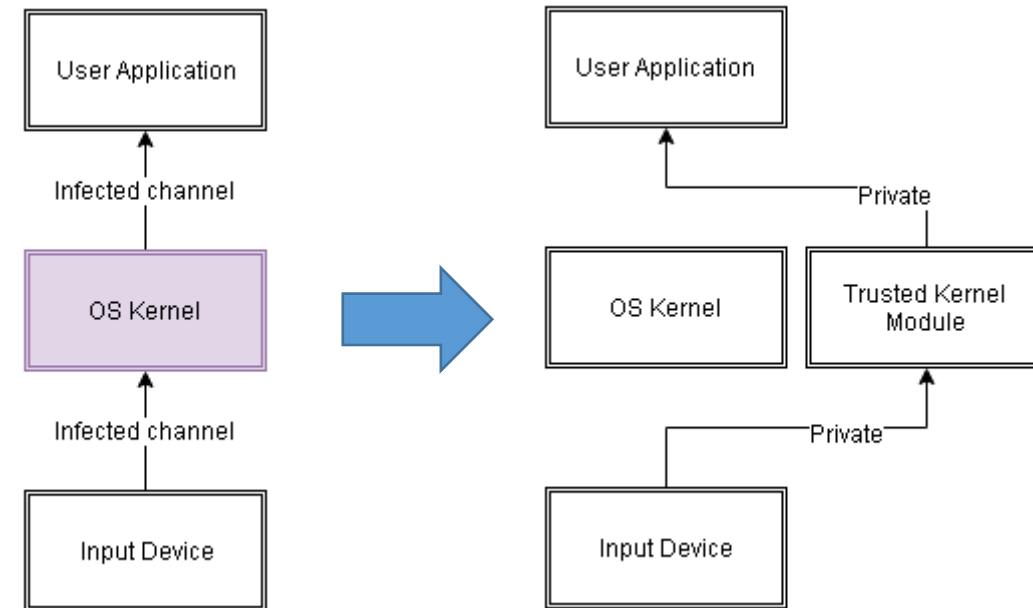 User Application
Infected channel
OS Kernel
Infected channel
Input Device
User Application
Private
OS Kernel
Trusted Kernel
Module
Private
Input Device